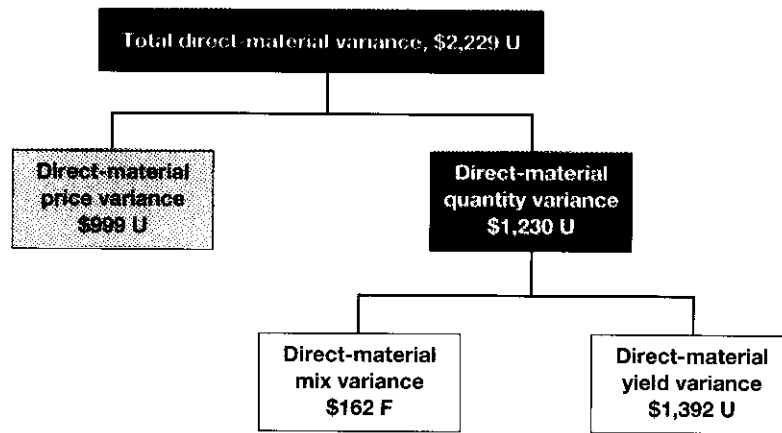 Total direct-material variance, $2,229 U
Direct-material
price variance
$999 U
Direct-material
quantity variance
$1,230 U
Direct-material
mix variance
$162 F
Direct-material
yield variance
$1,392 U